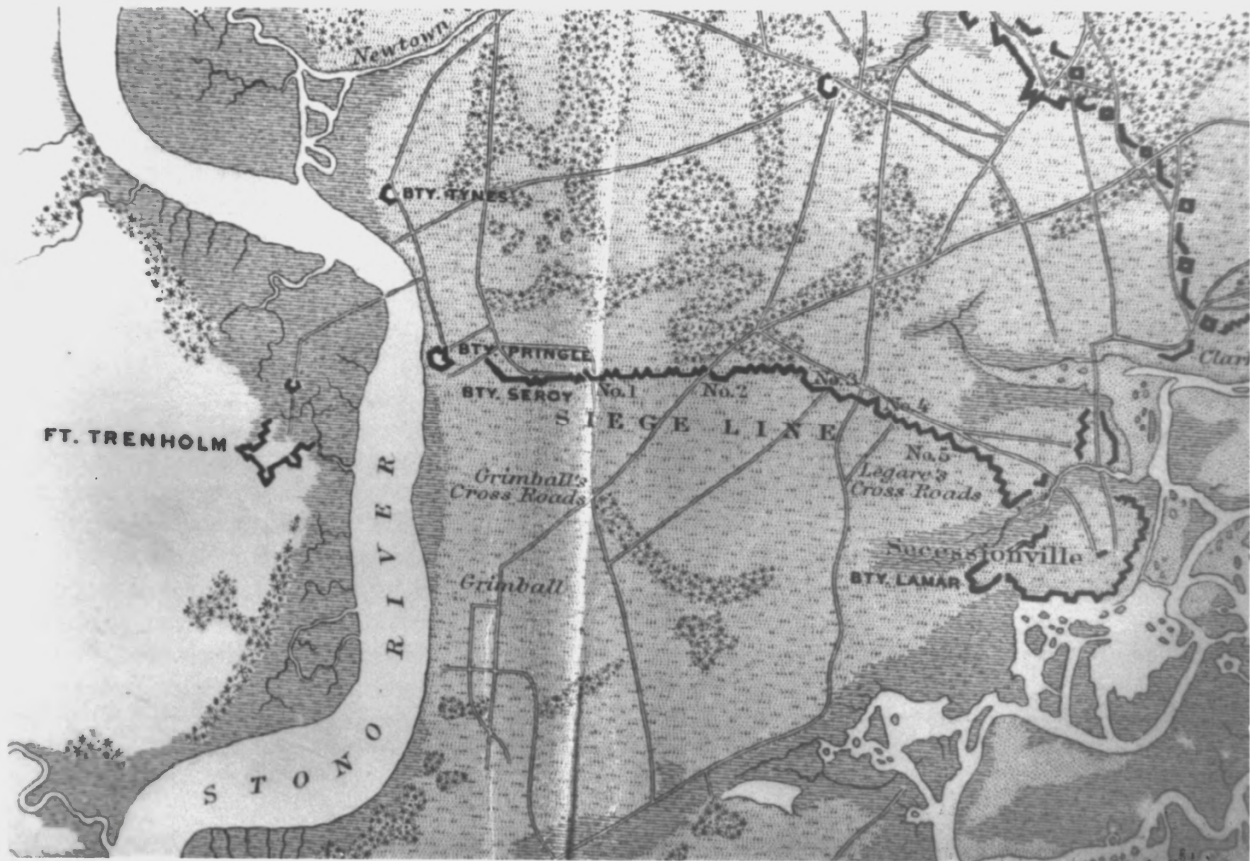 Newtown
BTY. TYNES
BTY. PRINGLE
BTY. SEROY
No.1
No.2
No.3
No.4
SIEGE LINE
FT. TRENHOLM
No.5
Legare's
Cross Roads
Grimball's
Cross Roads
Secessionville
BTY. LAMAR
Grimball
STONO RIVER